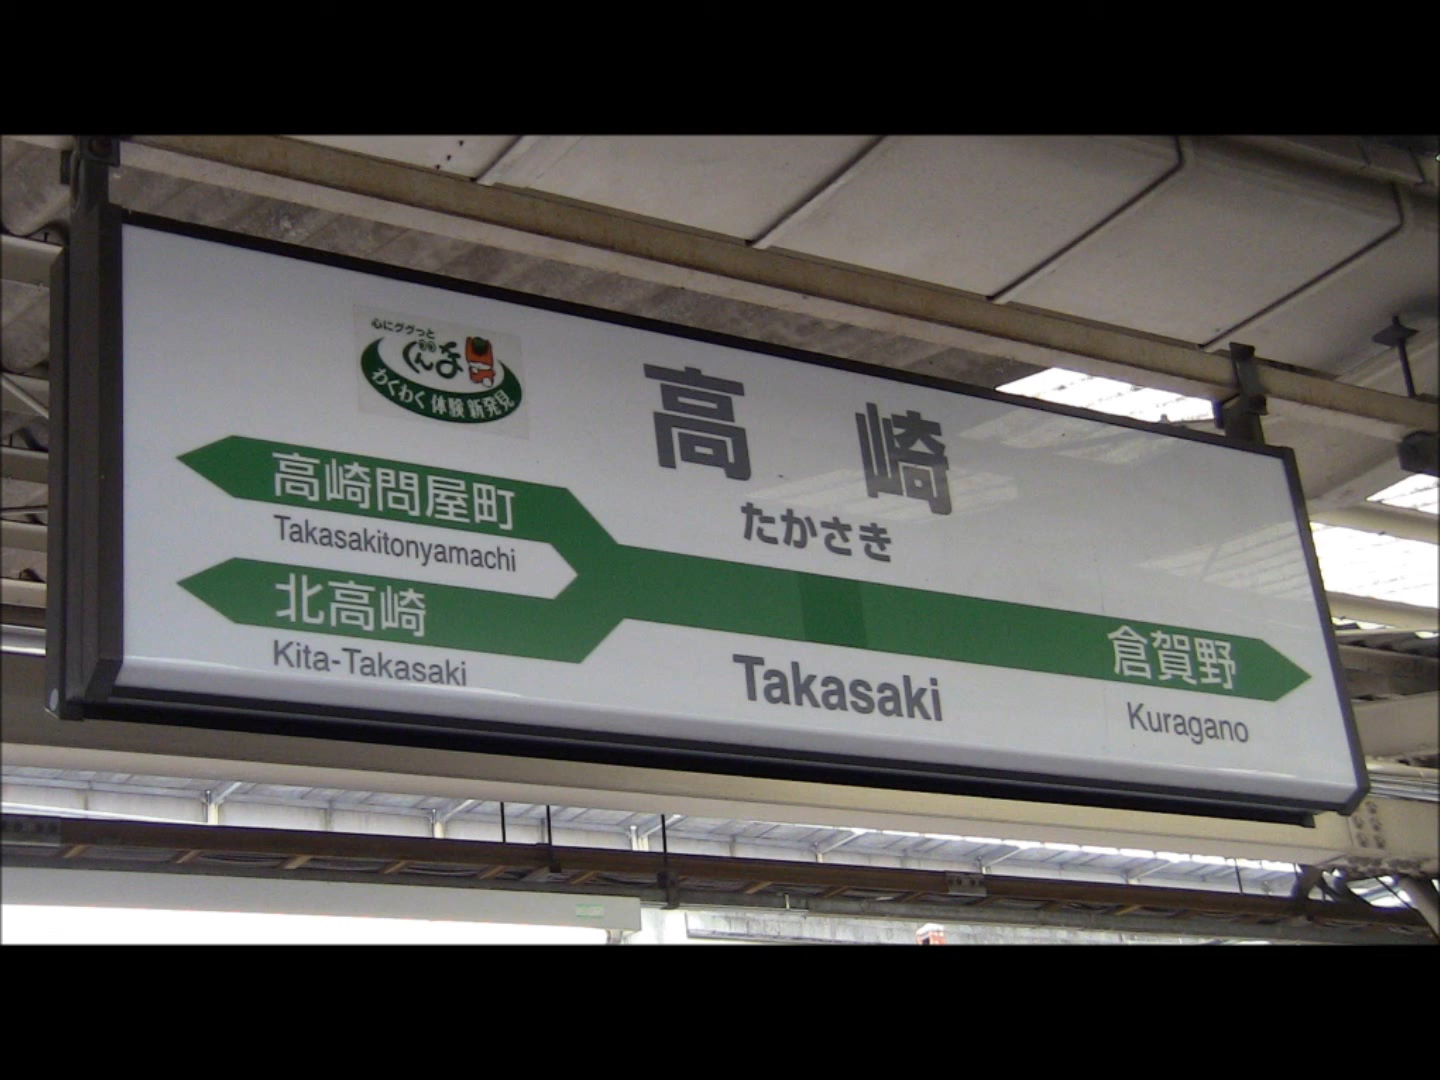 心にググっと
ぐんま
わくわく 体験 新発見
高崎
たかさき
高崎問屋町
Takasakitonyamachi
北高崎
Kita-Takasaki
Takasaki
倉賀野
Kuragano